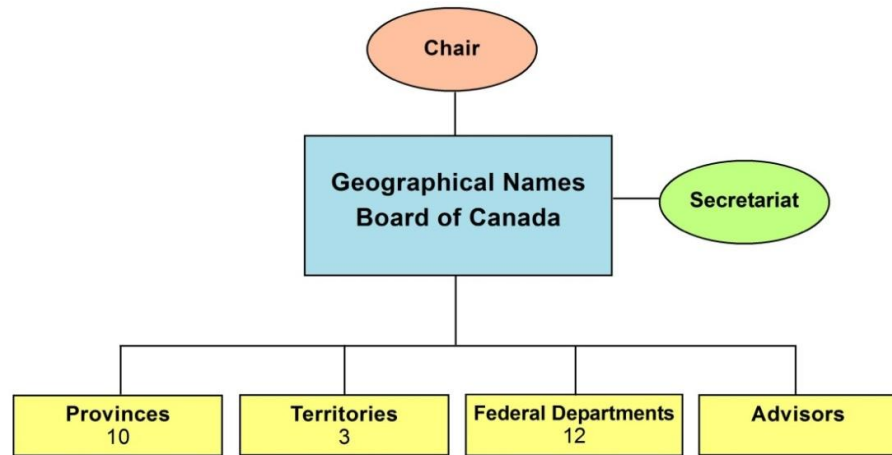 Chair
Geographical Names
Board of Canada
Secretariat
Provinces
10
Territories
3
Federal Departments
12
Advisors